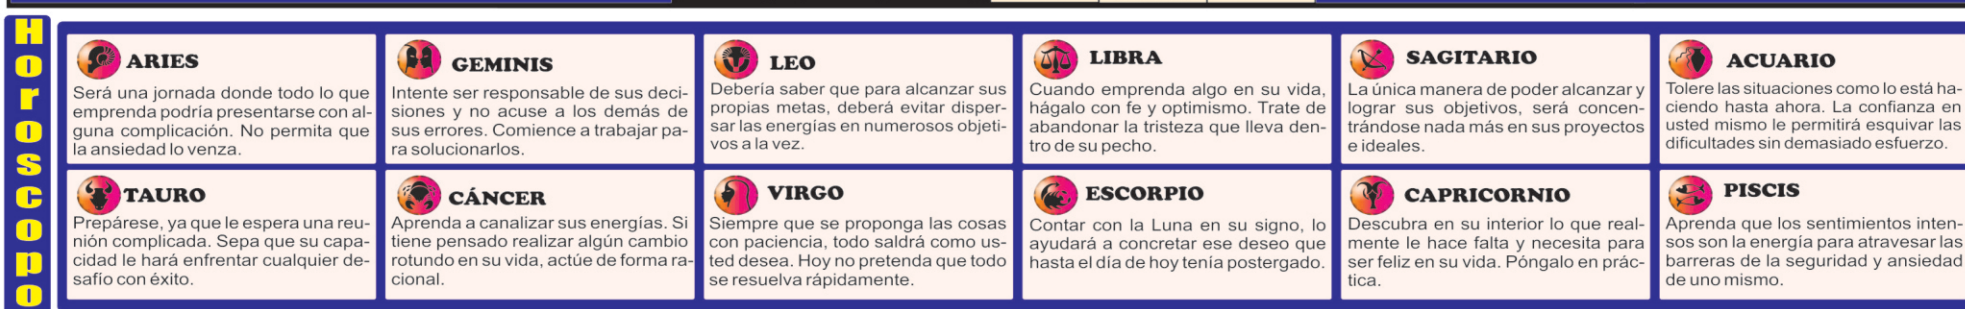 Horoscopo
ARIES
Será una jornada donde todo lo que
emprenda podría presentarse con al-
guna complicación. No permita que
la ansiedad lo venza.
GEMINIS
Intente ser responsable de sus deci-
siones y no acuse a los demás de
sus errores. Comience a trabajar pa-
ra solucionarlos.
LEO
Debería saber que para alcanzar sus
propias metas, deberá evitar disper-
sar las energías en numerosos objeti-
vos a la vez.
LIBRA
Cuando emprenda algo en su vida,
hágalo con fe y optimismo. Trate de
abandonar la tristeza que lleva den-
tro de su pecho.
SAGITARIO
La única manera de poder alcanzar y
lograr sus objetivos, será concen-
trándose nada más en sus proyectos
e ideales.
ACUARIO
Tolere las situaciones como lo está ha-
ciendo hasta ahora. La confianza en
usted mismo le permitirá esquivar las
dificultades sin demasiado esfuerzo.
TAURO
Prepárese, ya que le espera una reu-
nión complicada. Sepa que su capa-
cidad le hará enfrentar cualquier de-
safío con éxito.
CÁNCER
Aprenda a canalizar sus energías. Si
tiene pensado realizar algún cambio
rotundo en su vida, actúe de forma ra-
cional.
VIRGO
Siempre que se proponga las cosas
con paciencia, todo saldrá como us-
ted desea. Hoy no pretenda que todo
se resuelva rápidamente.
ESCORPIO
Contar con la Luna en su signo, lo
ayudará a concretar ese deseo que
hasta el día de hoy tenía postergado.
CAPRICORNIO
Descubra en su interior lo que real-
mente le hace falta y necesita para
ser feliz en su vida. Póngalo en prác-
tica.
PISCIS
Aprenda que los sentimientos inten-
sos son la energía para atravesar las
barreras de la seguridad y ansiedad
de uno mismo.